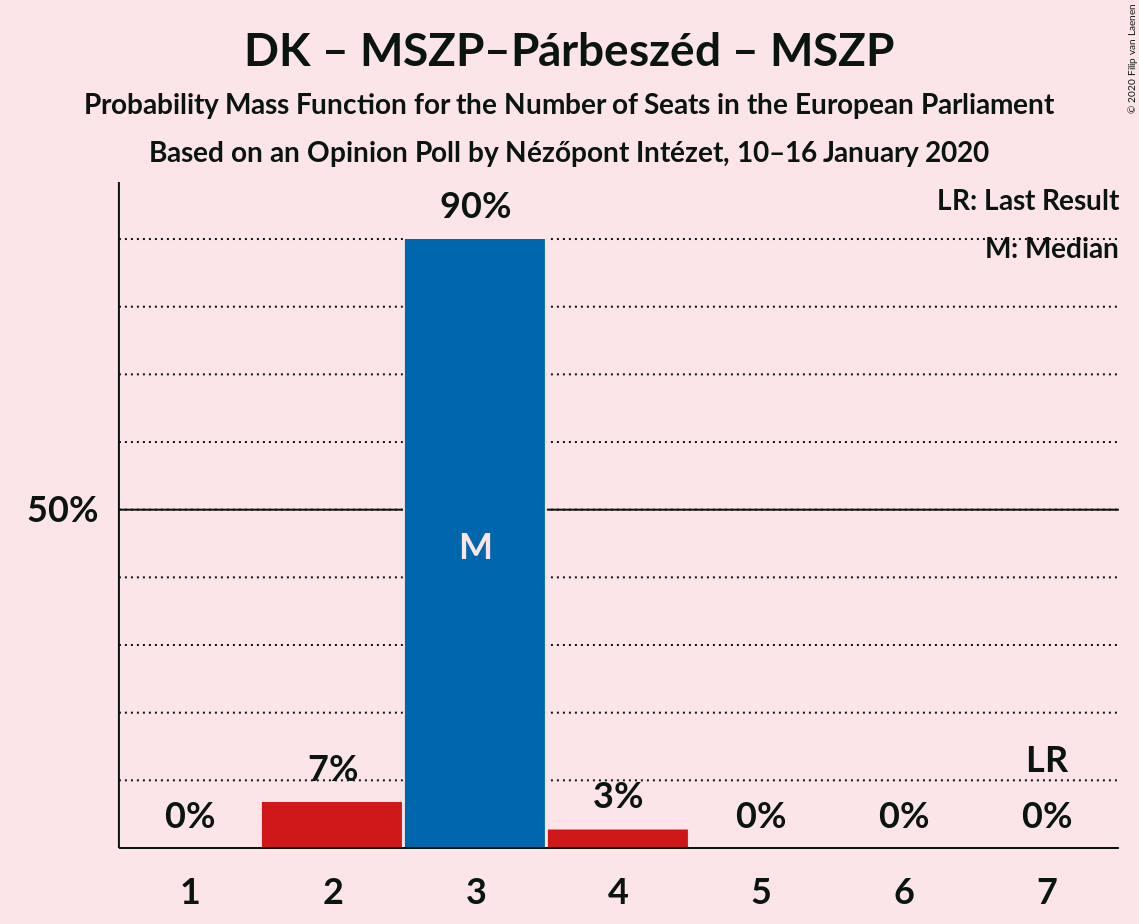 DK – MSZP–Párbeszéd – MSZP
Probability Mass Function for the Number of Seats in the European Parliament
Based on an Opinion Poll by Nézőpont Intézet, 10–16 January 2020
© 2020 Filip van Laenen
LR: Last Result
M: Median
90%
50%
M
7%
3%
LR
0%
0%
0%
0%
1 2 3 4 5 6 7